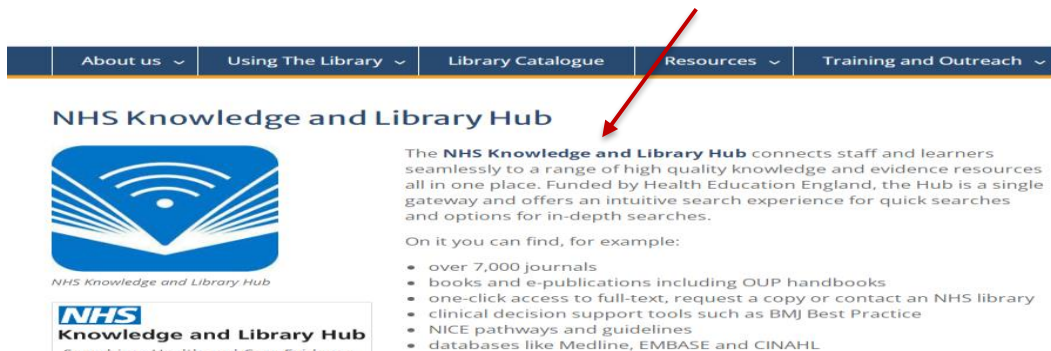 About us
Using The Library
Library Catalogue
Resources
Training and Outreach
NHS Knowledge and Library Hub
NHS Knowledge and Library Hub
NHS
Knowledge and Library Hub
The NHS Knowledge and Library Hub connects staff and learners
seamlessly to a range of high quality knowledge and evidence resources
all in one place. Funded by Health Education England, the Hub is a single
gateway and offers an intuitive search experience for quick searches
and options for in-depth searches.
On it you can find, for example:
• over 7,000 journals
• books and e-publications including OUP handbooks
• one-click access to full-text, request a copy or contact an NHS library
• clinical decision support tools such as BMJ Best Practice
• NICE pathways and guidelines
• databases like Medline, EMBASE and CINAHL